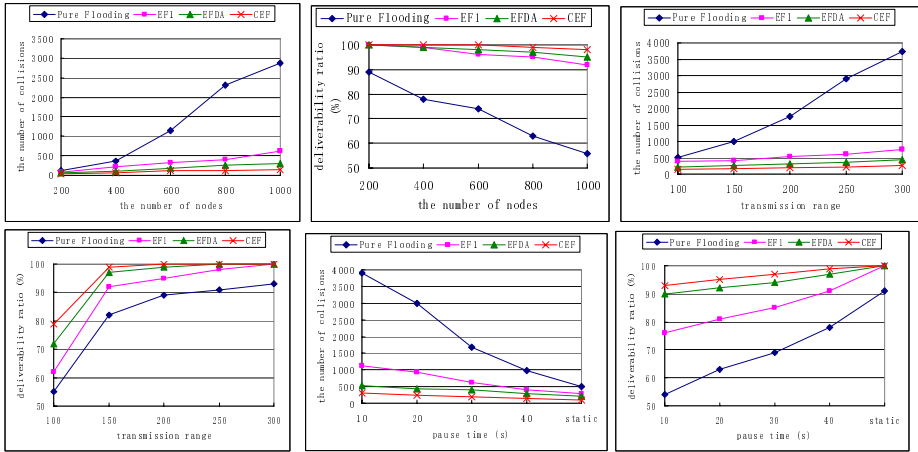 Pure Flooding EF1 EFDA CEF
the number of collisions
3500
3000
2500
2000
1500
1000
500
0
200 400 600 800 1000
the number of nodes
Pure Flooding EF1 EFDA CEF
deliverability ratio
(%)
100
90
80
70
60
50
200 400 600 800 1000
the number of nodes
Pure Flooding EF1 EFDA CEF
the number of collisions
4000
3500
3000
2500
2000
1500
1000
500
0
100 150 200 250 300
transmission range
Pure Flooding EF1 EFDA CEF
deliverability ratio (%)
100
90
80
70
60
50
100 150 200 250 300
transmission range
Pure Flooding EF1 EFDA CEF
the number of collisions
4000
3500
3000
2500
2000
1500
1000
500
0
10 20 30 40 static
pause time (s)
Pure Flooding EF1 EFDA CEF
deliverability ratio (%)
100
90
80
70
60
50
10 20 30 40 static
pause time (s)